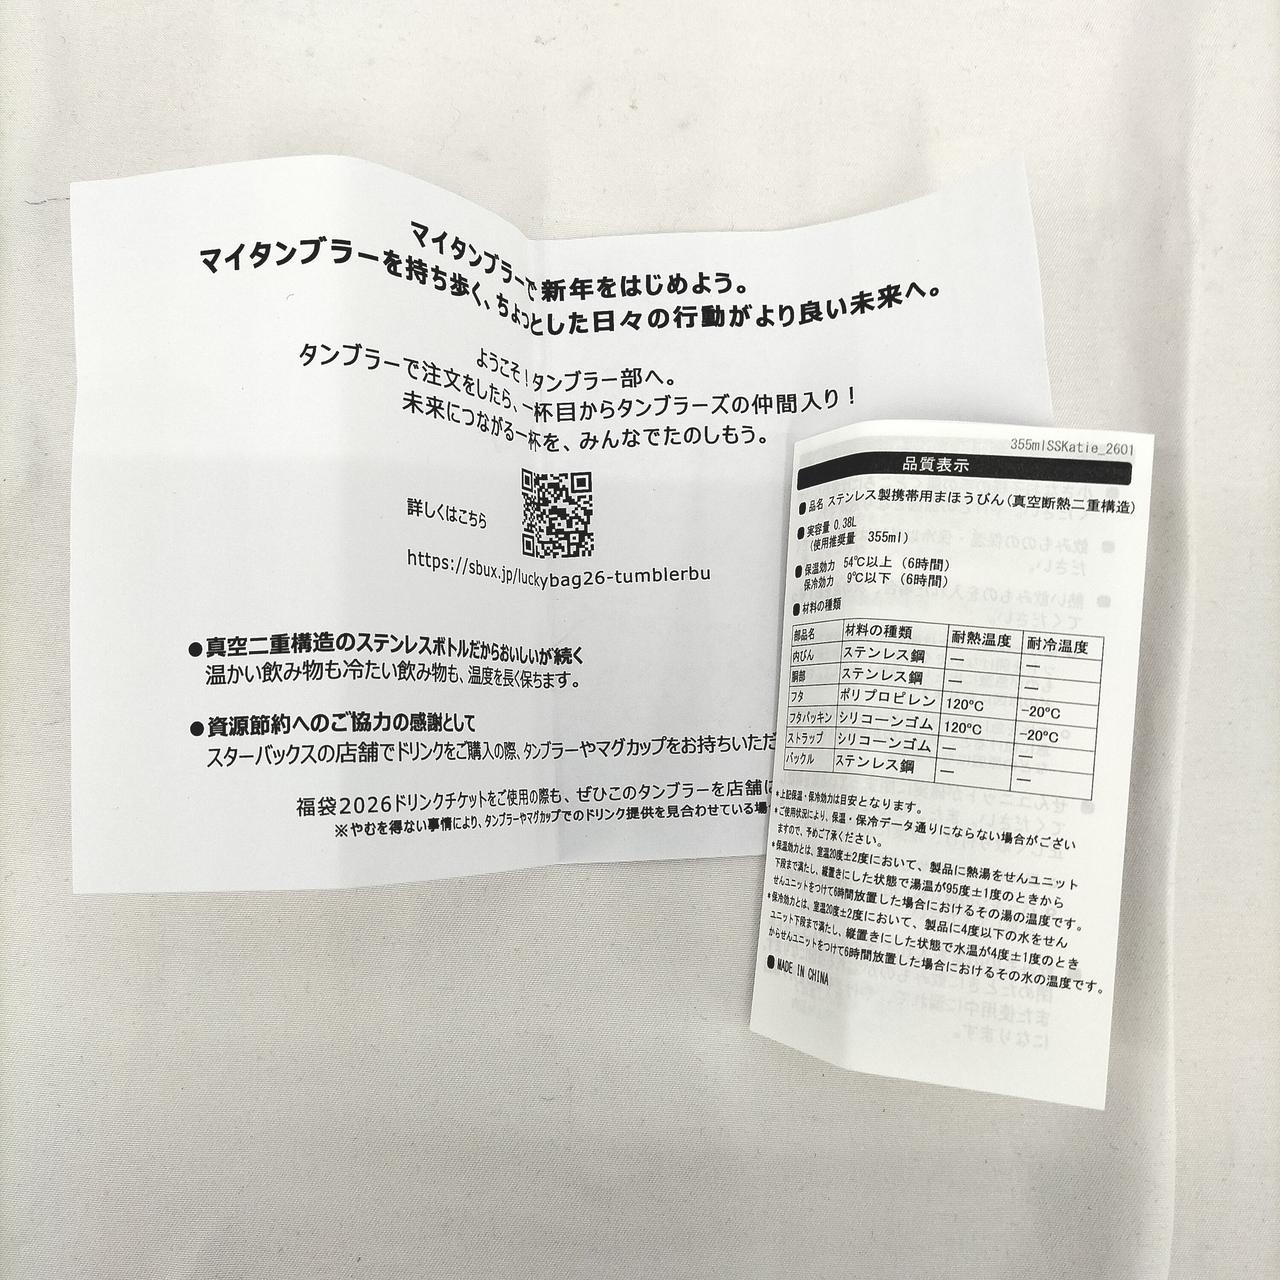 マイタンブラーで新年をはじめよう。
マイタンブラーを持ち歩く、ちょっとした日々の行動がより良い未来へ。
ようこそ！タンブラー部へ。
タンブラーで注文をしたら、一杯目からタンブラーズの仲間入り！
未来につながる一杯を、みんなでたのしもう。
詳しくはこちら
https://sbux.jp/luckybag26-tumblerbu
●真空二重構造のステンレスボトルだからおいしいが続く
温かい飲み物も冷たい飲み物も、温度を長く保ちます。
●資源節約へのご協力の感謝として
スターバックスの店舗でドリンクをご購入の際、タンブラーやマグカップをお持ちいただ
福袋2026ドリンクチケットをご使用の際も、ぜひこのタンブラーを店舗に
※やむを得ない事情により、タンブラーやマグカップでのドリンク提供を見合わせている場
355mlSSKatie_2601
品質表示
●品名 ステンレス製携帯用まほうびん(真空断熱二重構造)
●実容量 0.38L
(使用推奨量 355ml)
●保温効力 54℃以上 (6時間)
保冷効力 9℃以下 (6時間)
●材料の種類
部品名 材料の種類 耐熱温度 耐冷温度
内びん ステンレス鋼 — —
胴部 ステンレス鋼 — —
フタ ポリプロピレン 120℃ -20℃
フタパッキン シリコーンゴム 120℃ -20℃
ストラップ シリコーンゴム — —
バックル ステンレス鋼 — —
*上記保温・保冷効力は目安となります。
*ご使用状況により、保温・保冷データ通りにならない場合がござい
ますので、予めご了承ください。
*保温効力とは、室温20度±2度において、製品に熱湯をせんユニット
下段まで満たし、縦置きにした状態で湯温が95度±1度のときから
せんユニットをつけて6時間放置した場合におけるその湯の温度です。
*保冷効力とは、室温20度±2度において、製品に4度以下の水をせん
ユニット下段まで満たし、縦置きにした状態で水温が4度±1度のとき
からせんユニットをつけて6時間放置した場合におけるその水の温度です。
●MADE IN CHINA